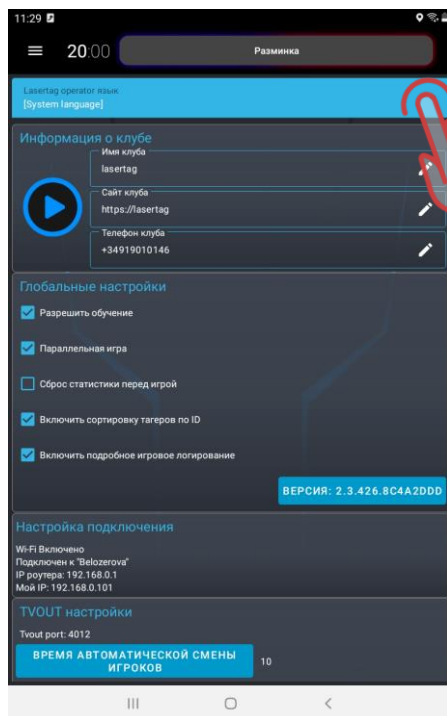 11:29
20:00
Разминка
Lasertag operator язык
[System language]
Информация о клубе
Имя клуба
lasertag
Сайт клуба
https://lasertag
Телефон клуба
+34919010146
Глобальные настройки
Разрешить обучение
Параллельная игра
Сброс статистики перед игрой
Включить сортировку тагеров по ID
Включить подробное игровое логирование
ВЕРСИЯ: 2.3.426.8C4A2DDD
Настройка подключения
Wi-Fi Включено
Подключен к "Belozerova"
IP роутера: 192.168.0.1
Мой IP: 192.168.0.101
TVOUT настройки
Tvout port: 4012
ВРЕМЯ АВТОМАТИЧЕСКОЙ СМЕНЫ
ИГРОКОВ
10